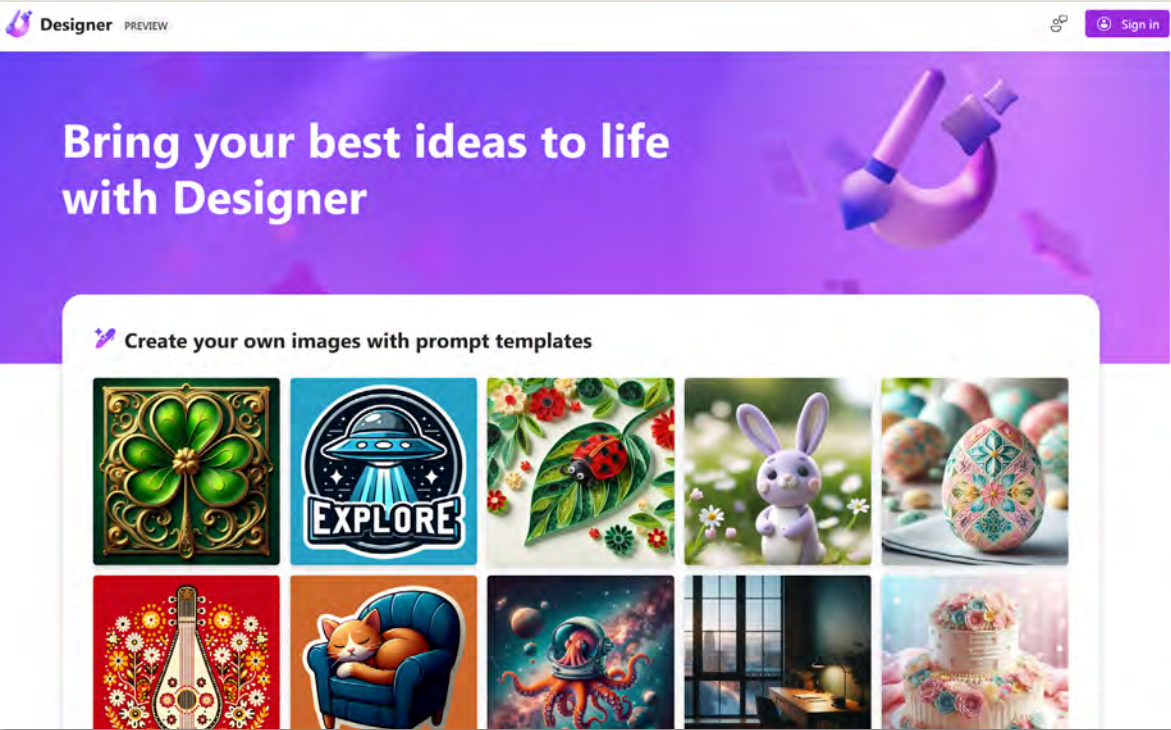 Designer PREVIEW
Sign in
Bring your best ideas to life
with Designer
Create your own images with prompt templates
EXPLORE